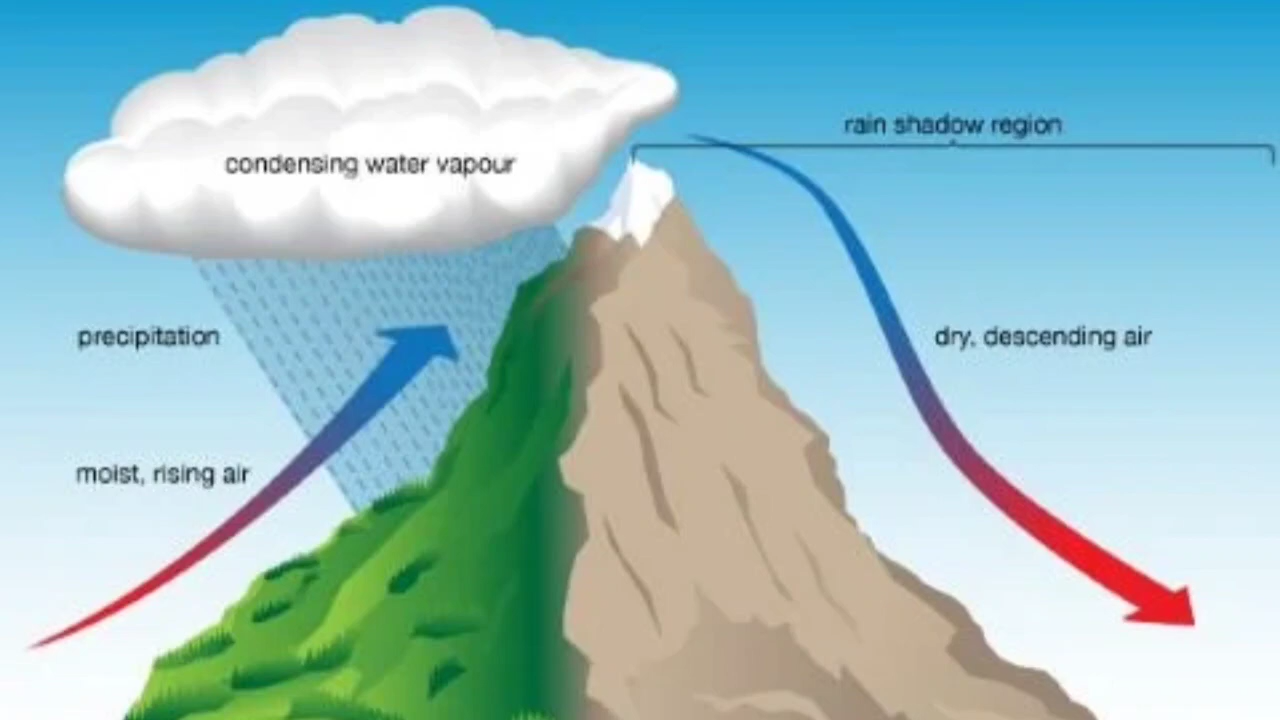 rain shadow region
condensing water vapour
precipitation
dry, descending air
moist, rising air